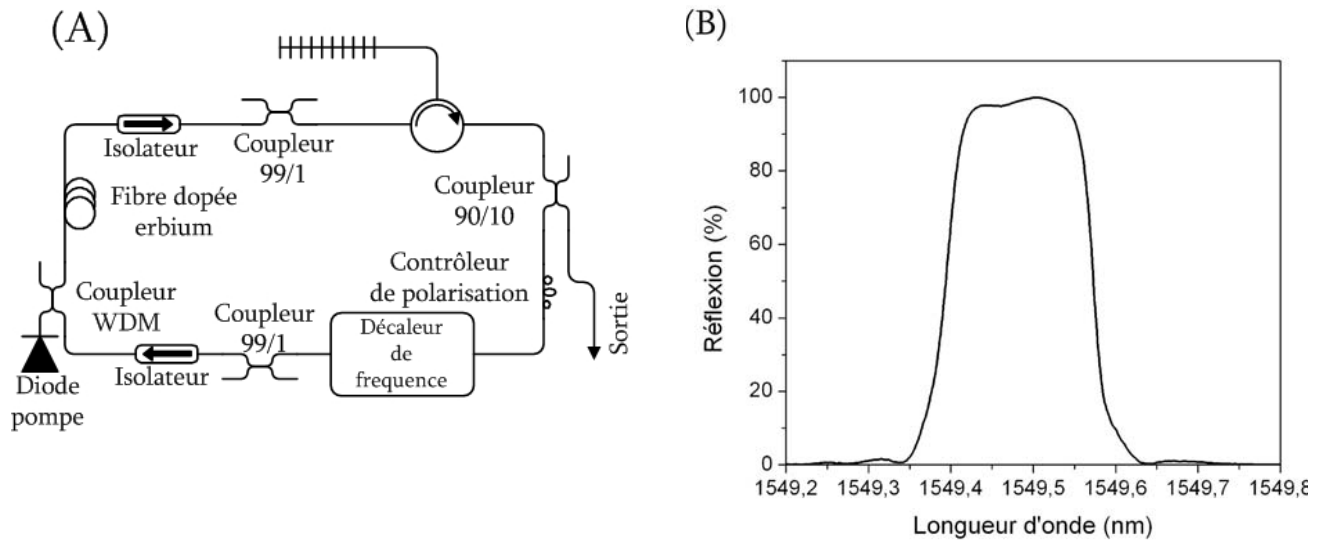 (A)
Isolateur
Coupleur
99/1
Fibre dopée
erbium
Coupleur
90/10
Contrôleur
de polarisation
Coupleur
WDM
Coupleur
99/1
Décaleur
de
frequence
Isolateur
Diode
pompe
Sortie
(B)
Réflexion (%)
100
80
60
40
20
0
1549,2 1549,3 1549,4 1549,5 1549,6 1549,7 1549,8
Longueur d'onde (nm)